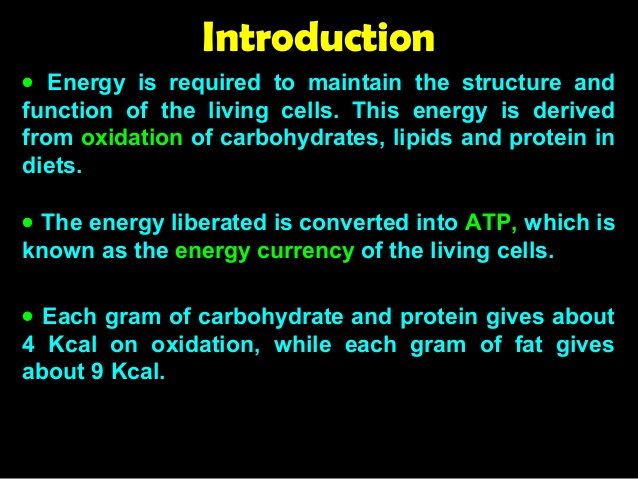 Introduction
• Energy is required to maintain the structure and
function of the living cells. This energy is derived
from oxidation of carbohydrates, lipids and protein in
diets.
• The energy liberated is converted into ATP, which is
known as the energy currency of the living cells.
• Each gram of carbohydrate and protein gives about
4 Kcal on oxidation, while each gram of fat gives
about 9 Kcal.